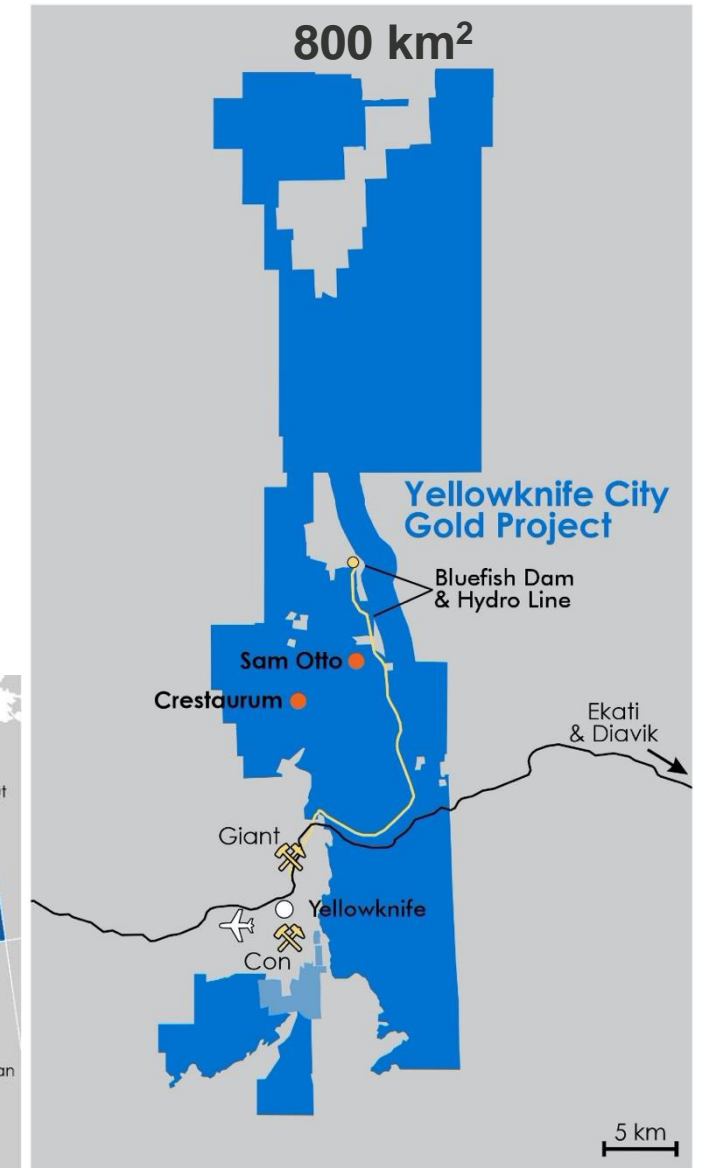 800 km²
Yellowknife City
Gold Project
Bluefish Dam
& Hydro Line
Sam Otto
Crestaurum
Ekati
& Diavik
Giant
Yellowknife
Con
5 km